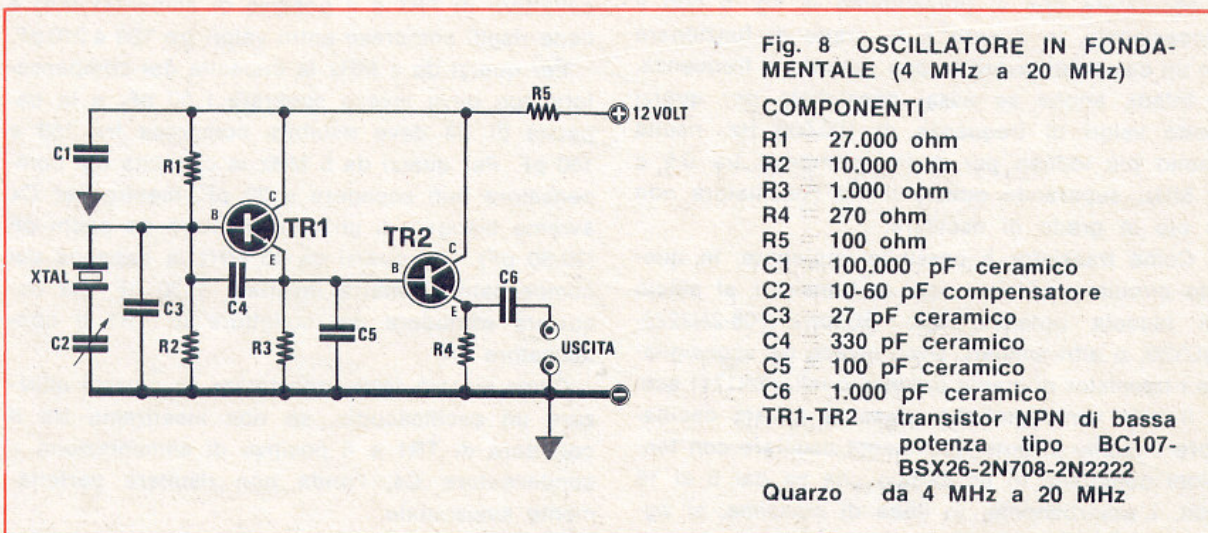 Fig. 8 OSCILLATORE IN FONDA-
MENTALE (4 MHz a 20 MHz)
COMPONENTI
R1 27.000 ohm
R2 10.000 ohm
R3 1.000 ohm
R4 270 ohm
R5 = 100 ohm
C1 = 100.000 pF ceramico
C2 = 10-60 pF compensatore
C3 = 27 pF ceramico
C4 = 330 pF ceramico
C5 = 100 pF ceramico
C6 1.000 pF ceramico
TR1-TR2 transistor NPN di bassa
potenza tipo BC107-
BSX26-2N708-2N2222
Quarzo da 4 MHz a 20 MHz
R5
12 VOLT
C1
R1
C
B
TR1
E
TR2
C
B
E
C6
XTAL
C3
C4
C2
R2
R3
C5
R4
USCITA